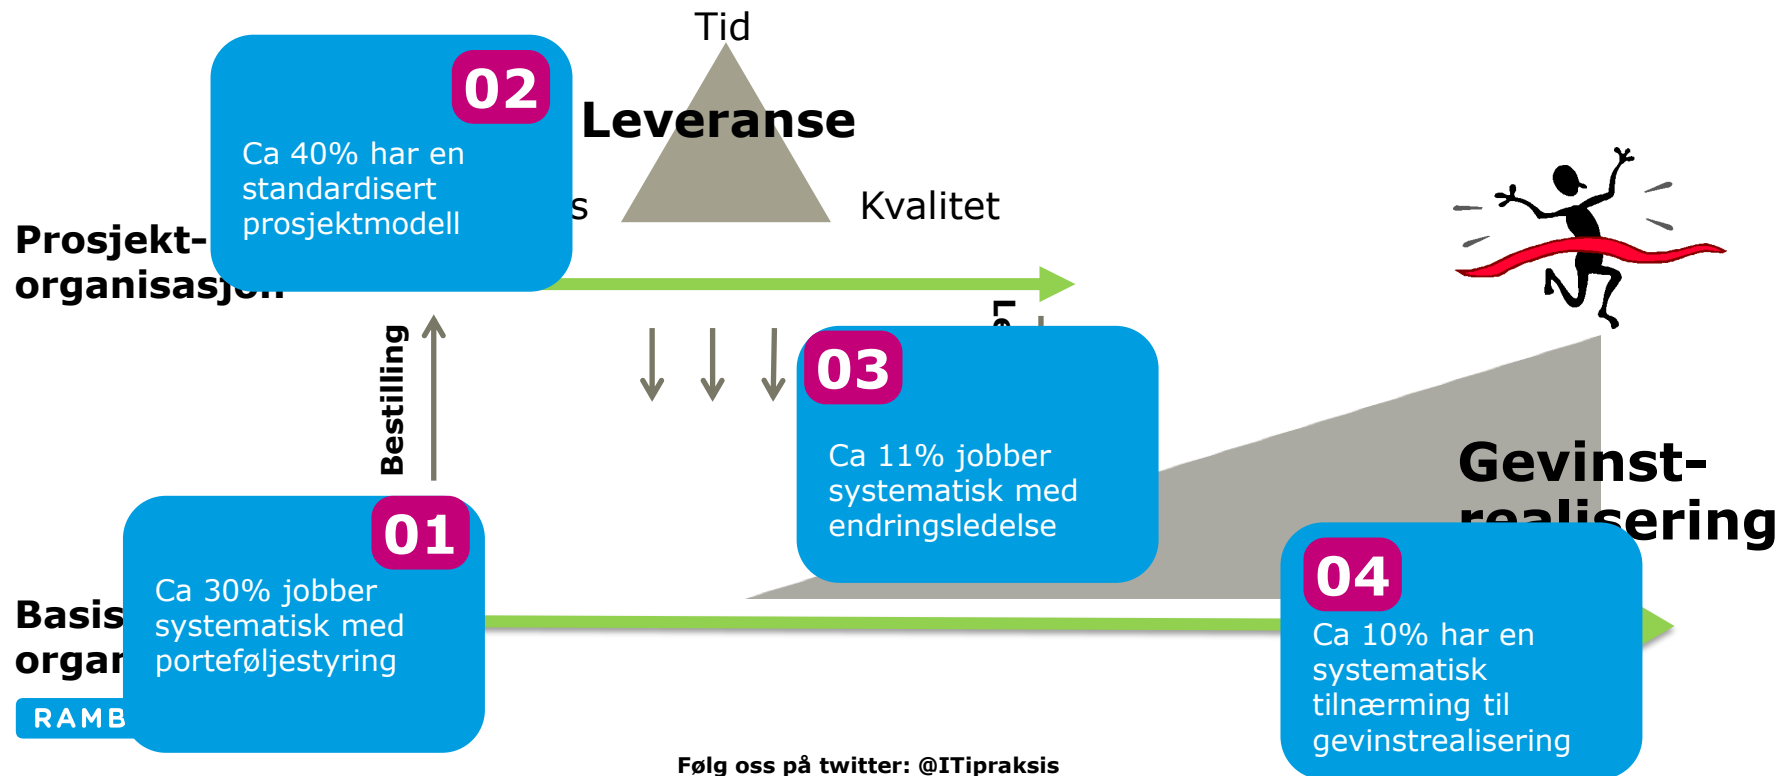 Tid
02
Leveranse
Ca 40% har en
standardisert
prosjektmodell
s
Kvalitet
Prosjekt-
organisasjon
Le
Bestilling
03
Ca 11% jobber
systematisk med
endringsledelse
Gevinst-
realisering
01
Ca 30% jobber
systematisk med
porteføljestyring
04
Ca 10% har en
systematisk
tilnærming til
gevinstrealisering
Basis
organ
RAMB
Følg oss på twitter: @ITipraksis